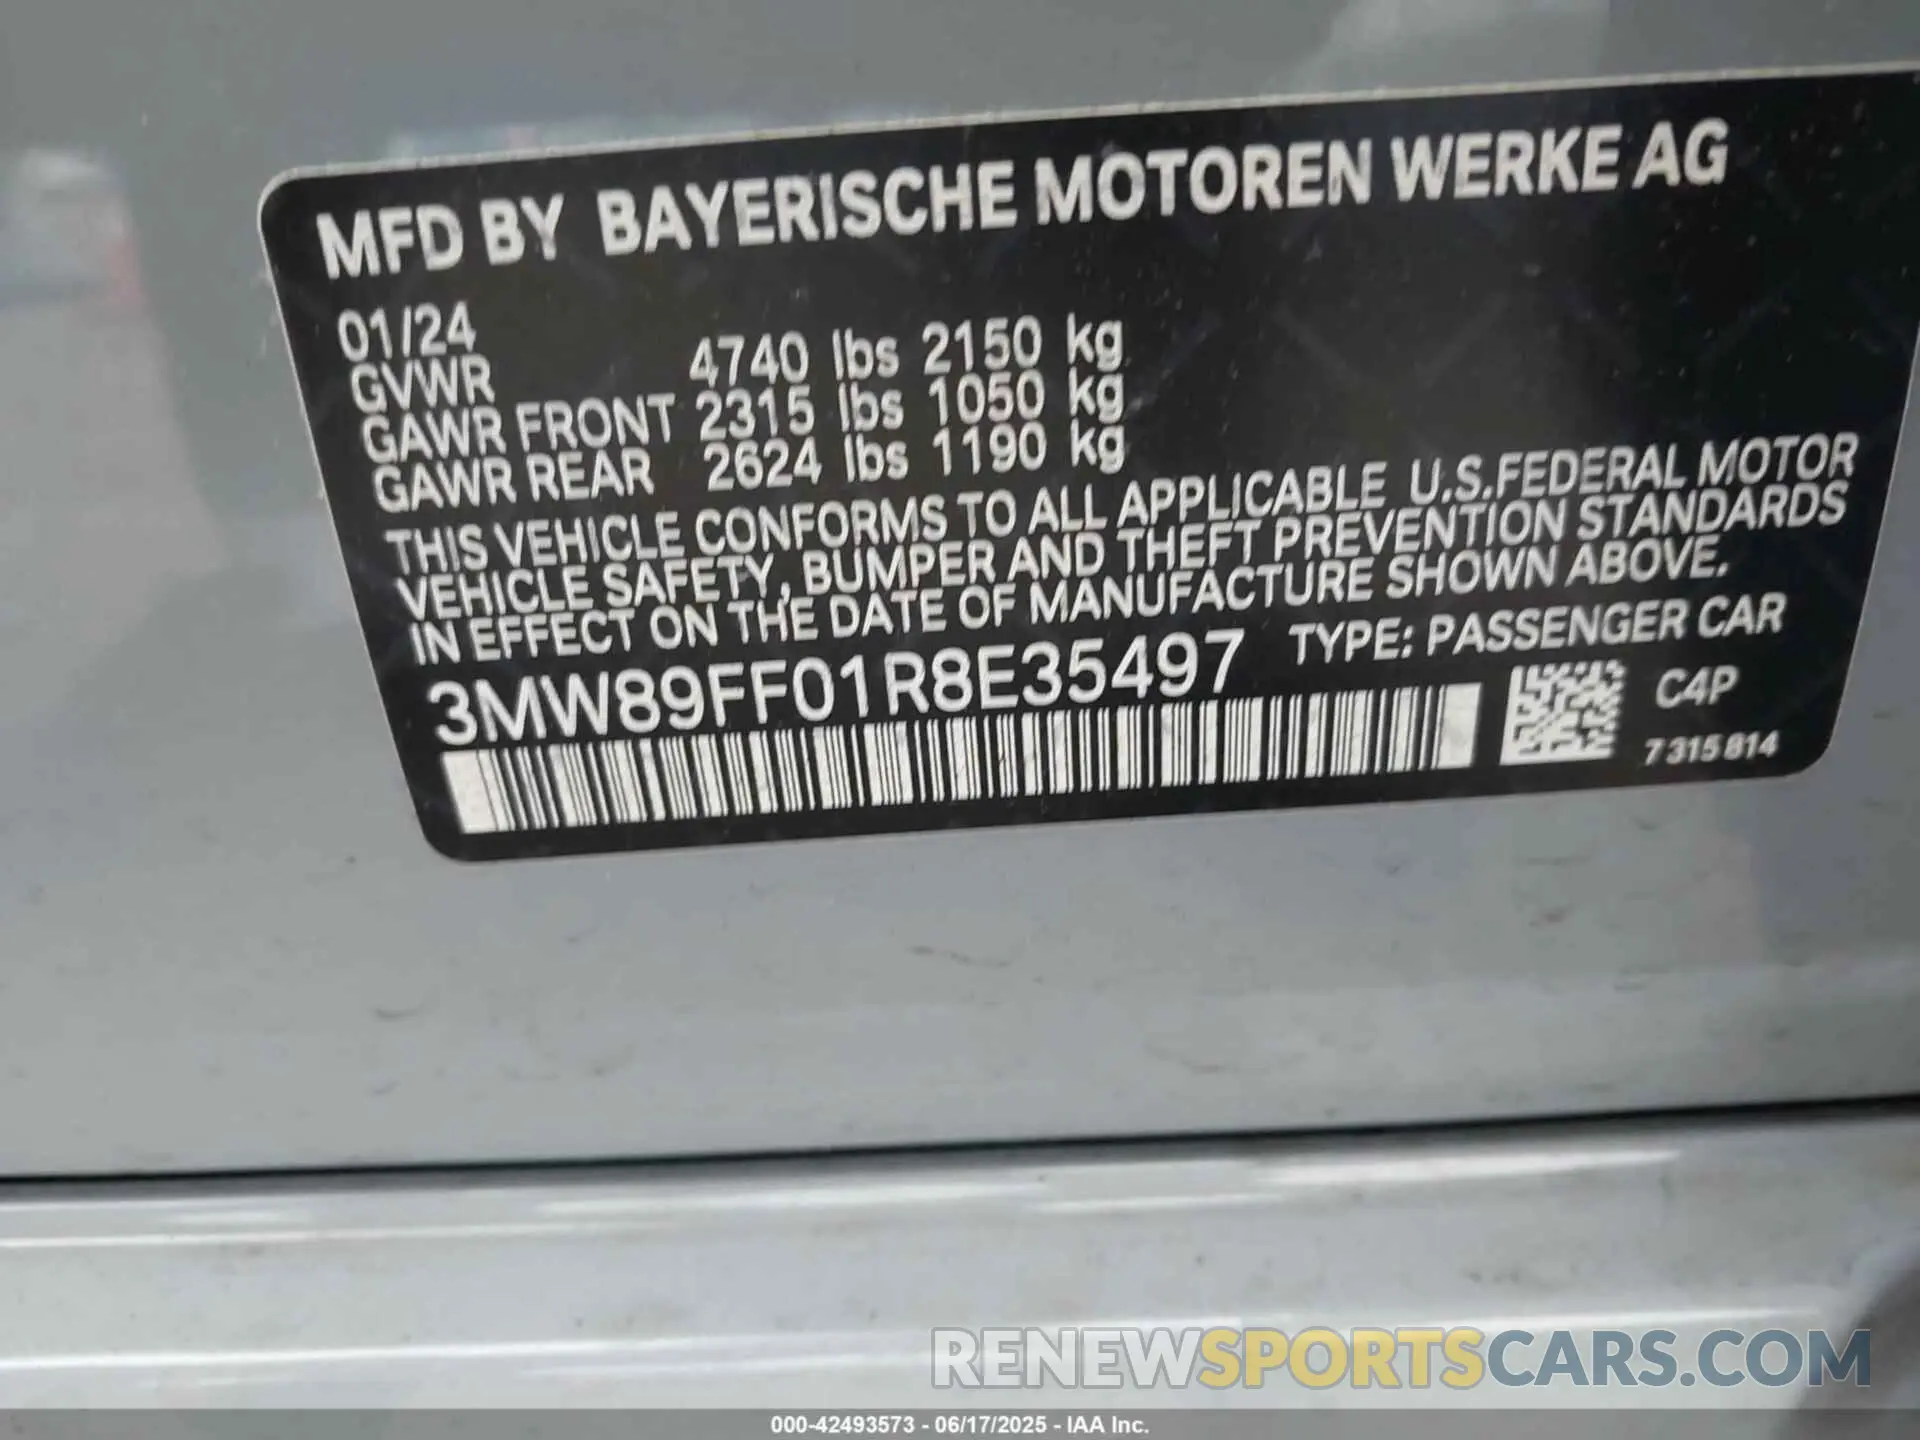 MFD BY BAYERISCHE MOTOREN WERKE AG
01/24
GVWR 4740 lbs 2150 kg
GAWR FRONT 2315 lbs 1050 kg
GAWR REAR 2624 lbs 1190 kg
THIS VEHICLE CONFORMS TO ALL APPLICABLE U.S.FEDERAL MOTOR
VEHICLE SAFETY, BUMPER AND THEFT PREVENTION STANDARDS
IN EFFECT ON THE DATE OF MANUFACTURE SHOWN ABOVE.
3MW89FF01R8E35497 TYPE: PASSENGER CAR
C4P
7315814
RENEWSPORTSCARS.COM
000-42493573 - 06/17/2025 - IAA Inc.